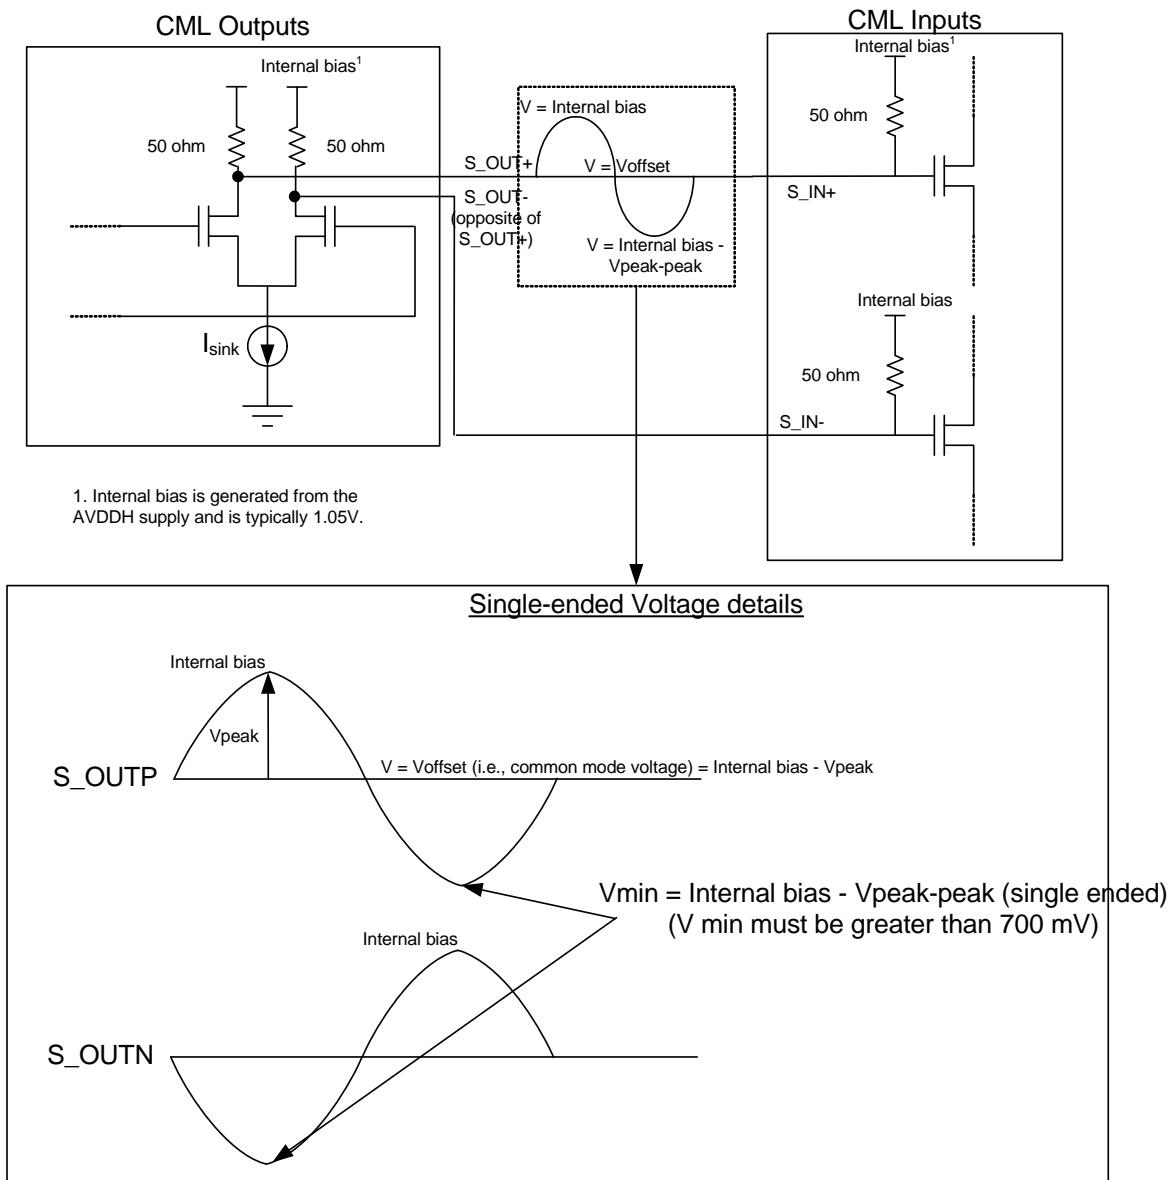 CML Outputs
CML Inputs
Internal bias1
Internal bias1
V = Internal bias
50 ohm
50 ohm
50 ohm
S_OUT+
V = Voffset
S_IN+
S_OUT-
(opposite of
S_OUT+)
V = Internal bias -
Vpeak-peak
Internal bias
Isink
50 ohm
S_IN-
1. Internal bias is generated from the
AVDDH supply and is typically 1.05V.
Single-ended Voltage details
Internal bias
Vpeak
S_OUTP
V = Voffset (i.e., common mode voltage) = Internal bias - Vpeak
Vmin = Internal bias - Vpeak-peak (single ended)
(V min must be greater than 700 mV)
Internal bias
S_OUTN